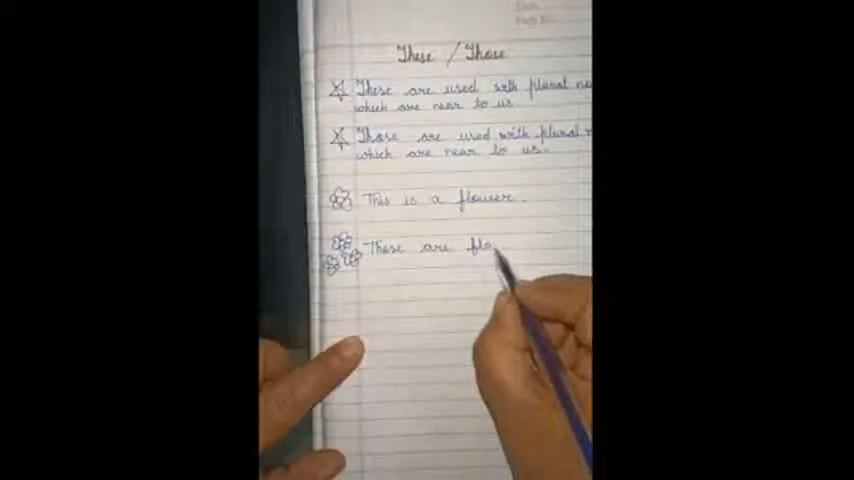 These / Those
These are used with plural
which are near to us
Those are used with plural
which are near to us.
This is a flower.
These are flo